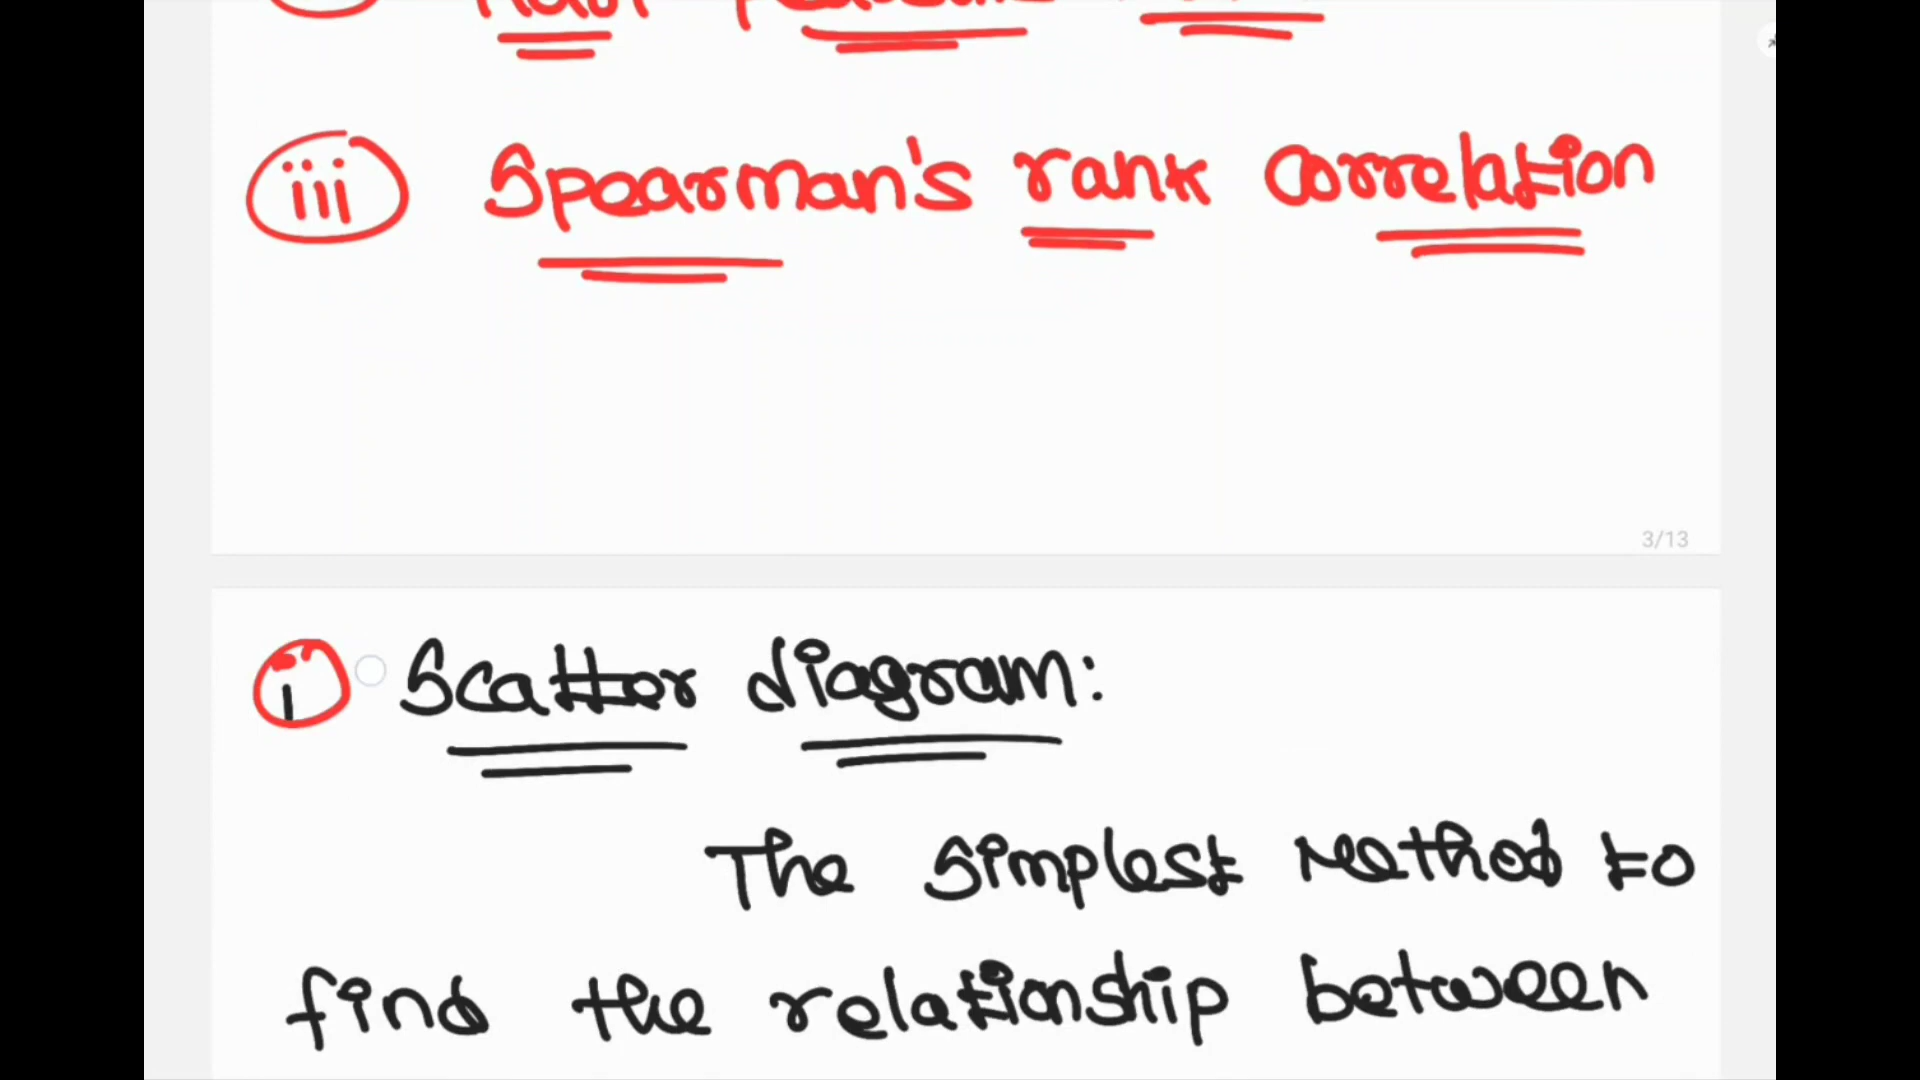 iii Spearman's rank correlation
3/13
i Scatter diagram:
The simplest method to
find the relationship between